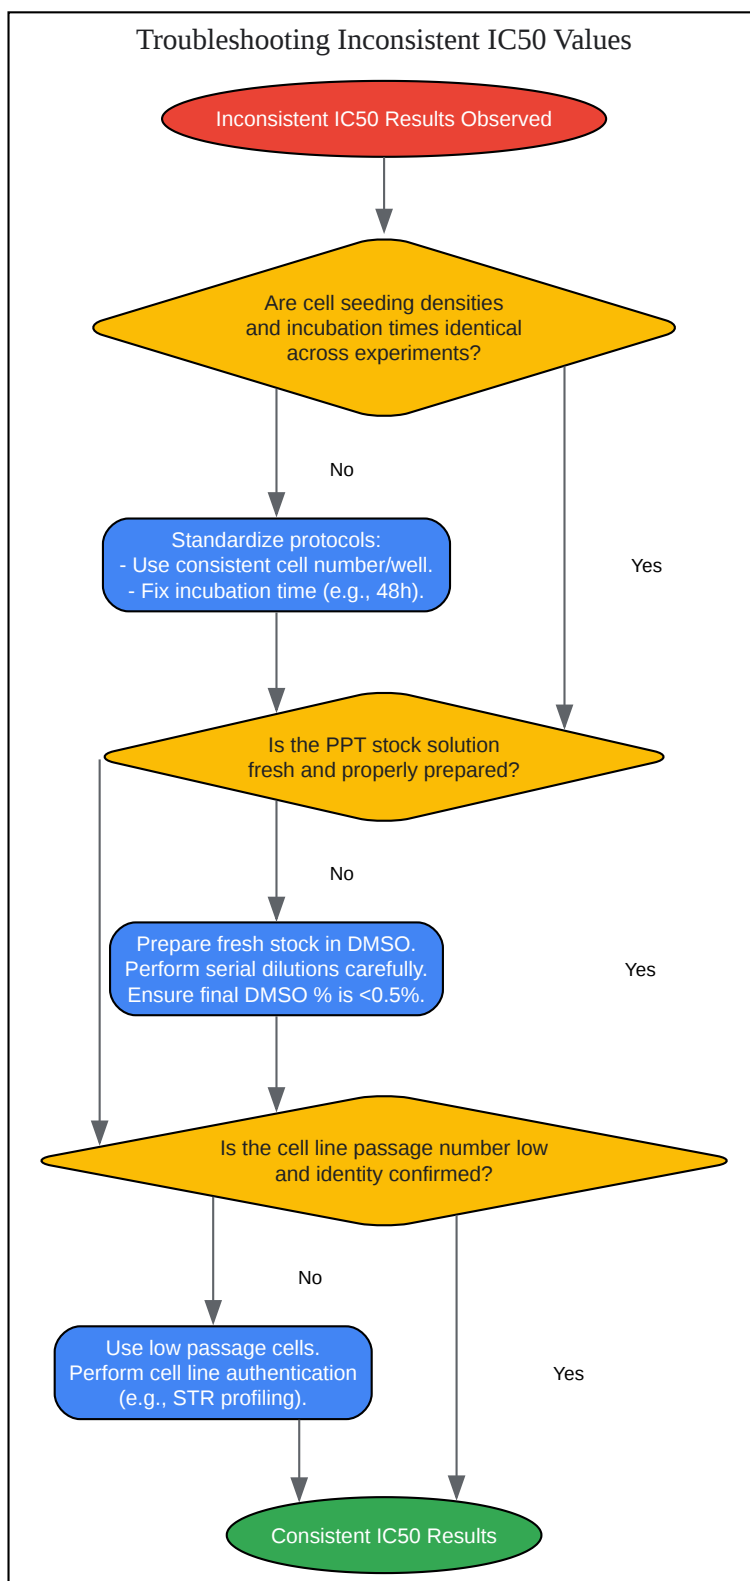 Troubleshooting Inconsistent IC50 Values
Inconsistent IC50 Results Observed
Are cell seeding densities
and incubation times identical
across experiments?
No
Standardize protocols:
- Use consistent cell number/well.
- Fix incubation time (e.g., 48h).
Yes
Is the PPT stock solution
fresh and properly prepared?
No
Prepare fresh stock in DMSO.
Perform serial dilutions carefully.
Ensure final DMSO % is <0.5%.
Yes
Is the cell line passage number low
and identity confirmed?
No
Use low passage cells.
Perform cell line authentication
(e.g., STR profiling).
Yes
Consistent IC50 Results